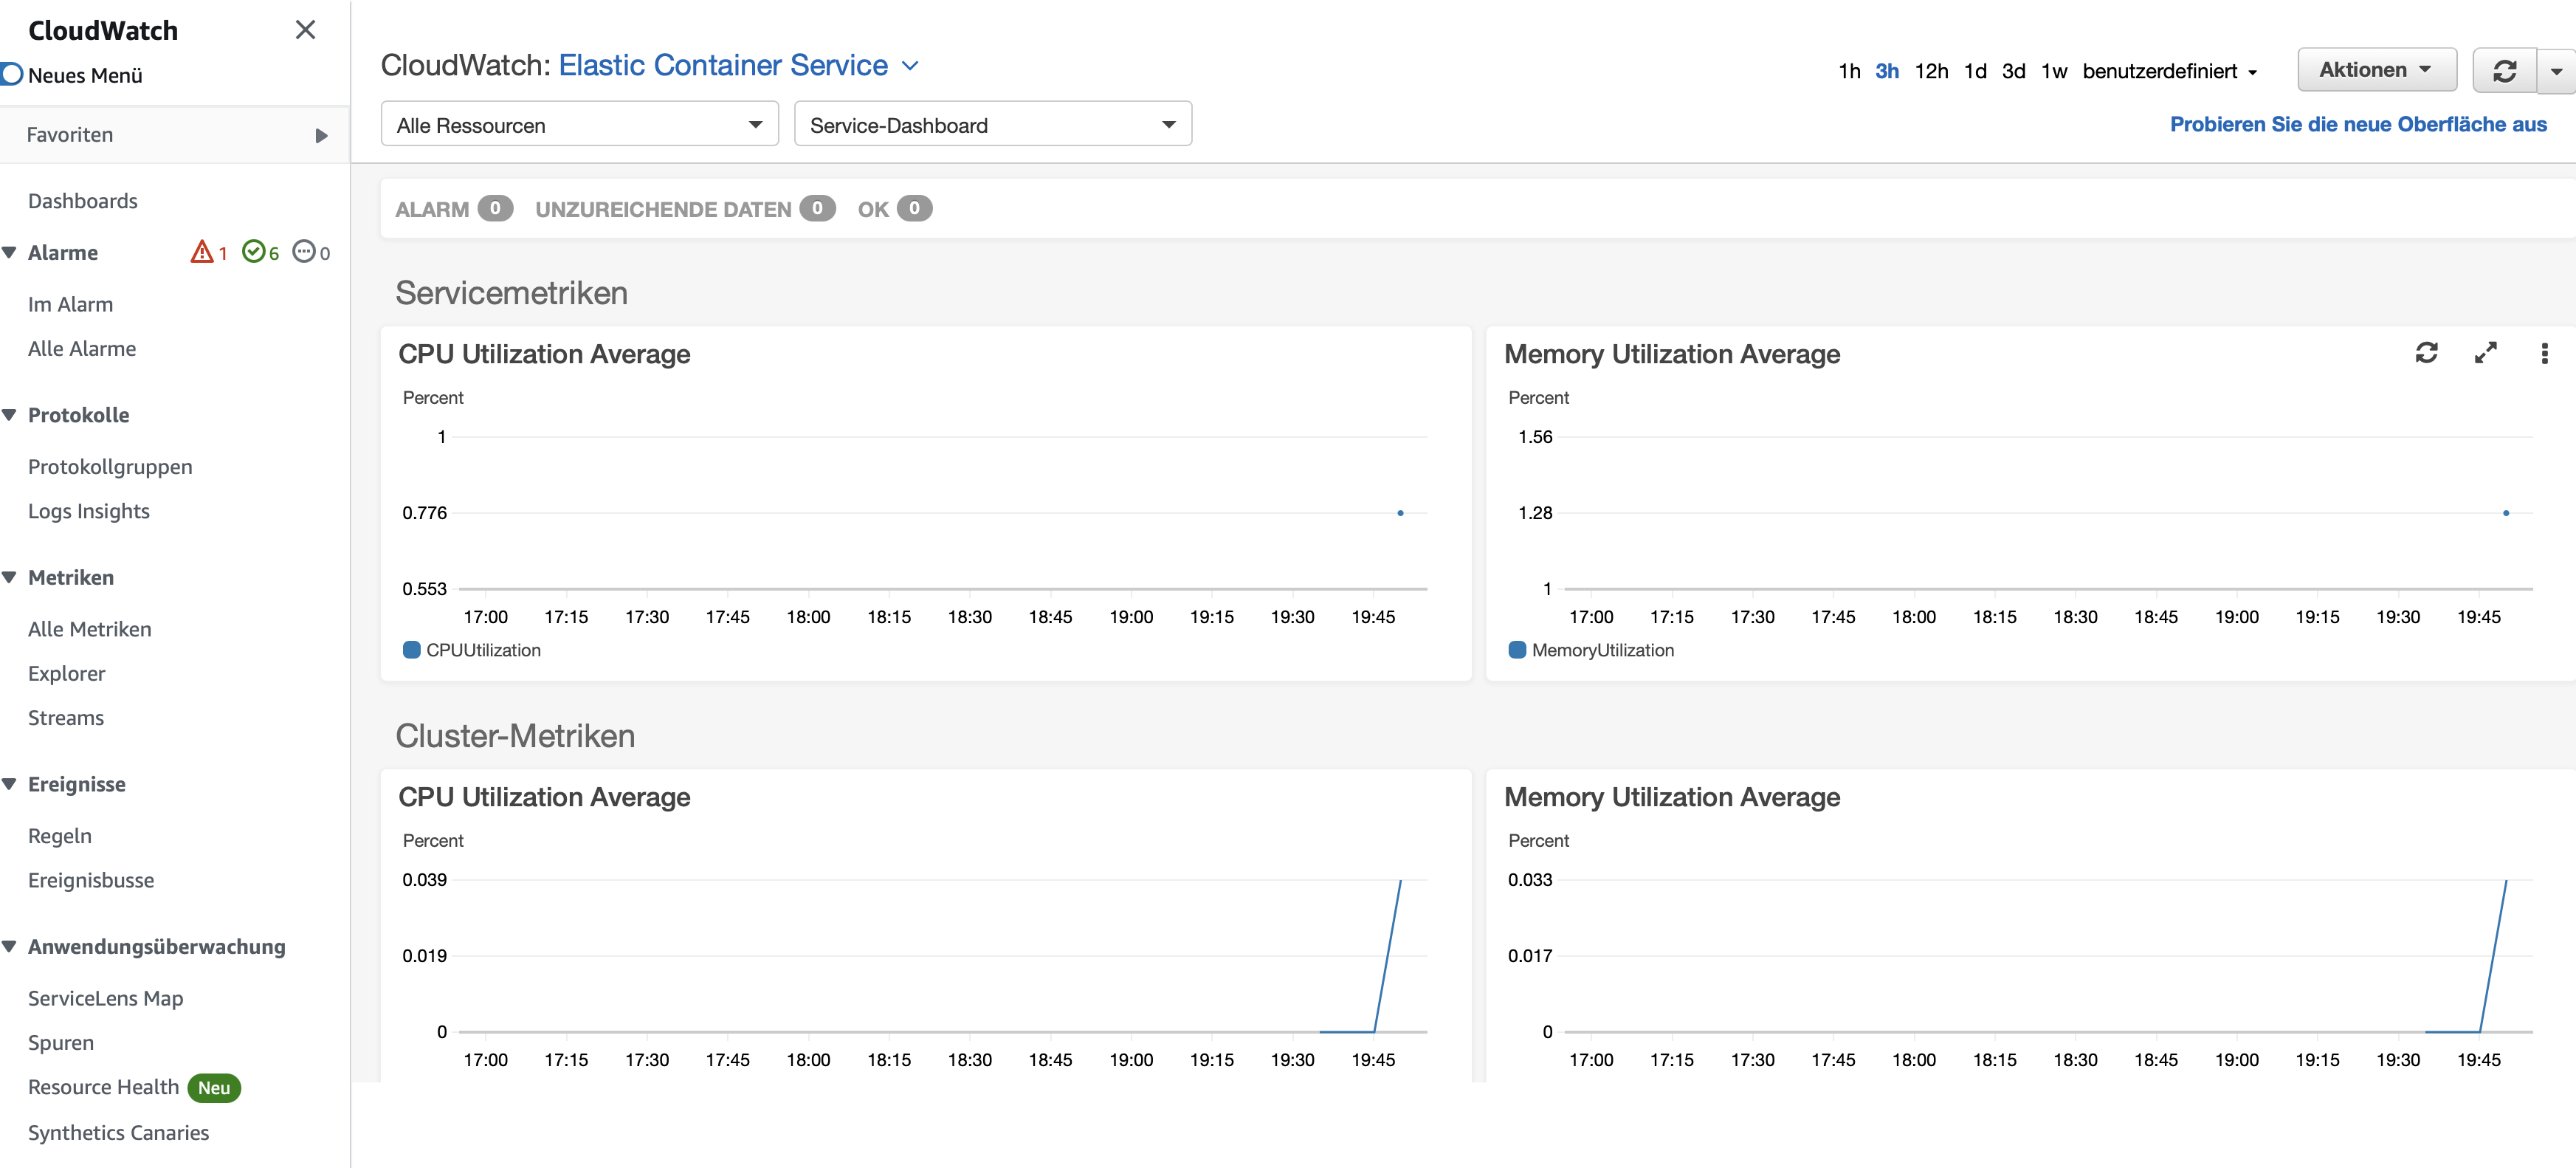 CloudWatch
Neues Menü
Favoriten
Dashboards
Alarme 1 6 0
Im Alarm
Alle Alarme
Protokolle
Protokollgruppen
Logs Insights
Metriken
Alle Metriken
Explorer
Streams
Ereignisse
Regeln
Ereignisbusse
Anwendungsüberwachung
ServiceLens Map
Spuren
Resource Health Neu
Synthetics Canaries
CloudWatch: Elastic Container Service
1h 3h 12h 1d 3d 1w benutzerdefiniert
Aktionen
Alle Ressourcen
Service-Dashboard
Probieren Sie die neue Oberfläche aus
ALARM 0 UNZUREICHENDE DATEN 0 OK 0
Servicemetriken
CPU Utilization Average
Percent
1
0.776
0.553
17:00 17:15 17:30 17:45 18:00 18:15 18:30 18:45 19:00 19:15 19:30 19:45
CPUUtilization
Memory Utilization Average
Percent
1.56
1.28
1
17:00 17:15 17:30 17:45 18:00 18:15 18:30 18:45 19:00 19:15 19:30 19:45
MemoryUtilization
Cluster-Metriken
CPU Utilization Average
Percent
0.039
0.019
0
17:00 17:15 17:30 17:45 18:00 18:15 18:30 18:45 19:00 19:15 19:30 19:45
Memory Utilization Average
Percent
0.033
0.017
0
17:00 17:15 17:30 17:45 18:00 18:15 18:30 18:45 19:00 19:15 19:30 19:45